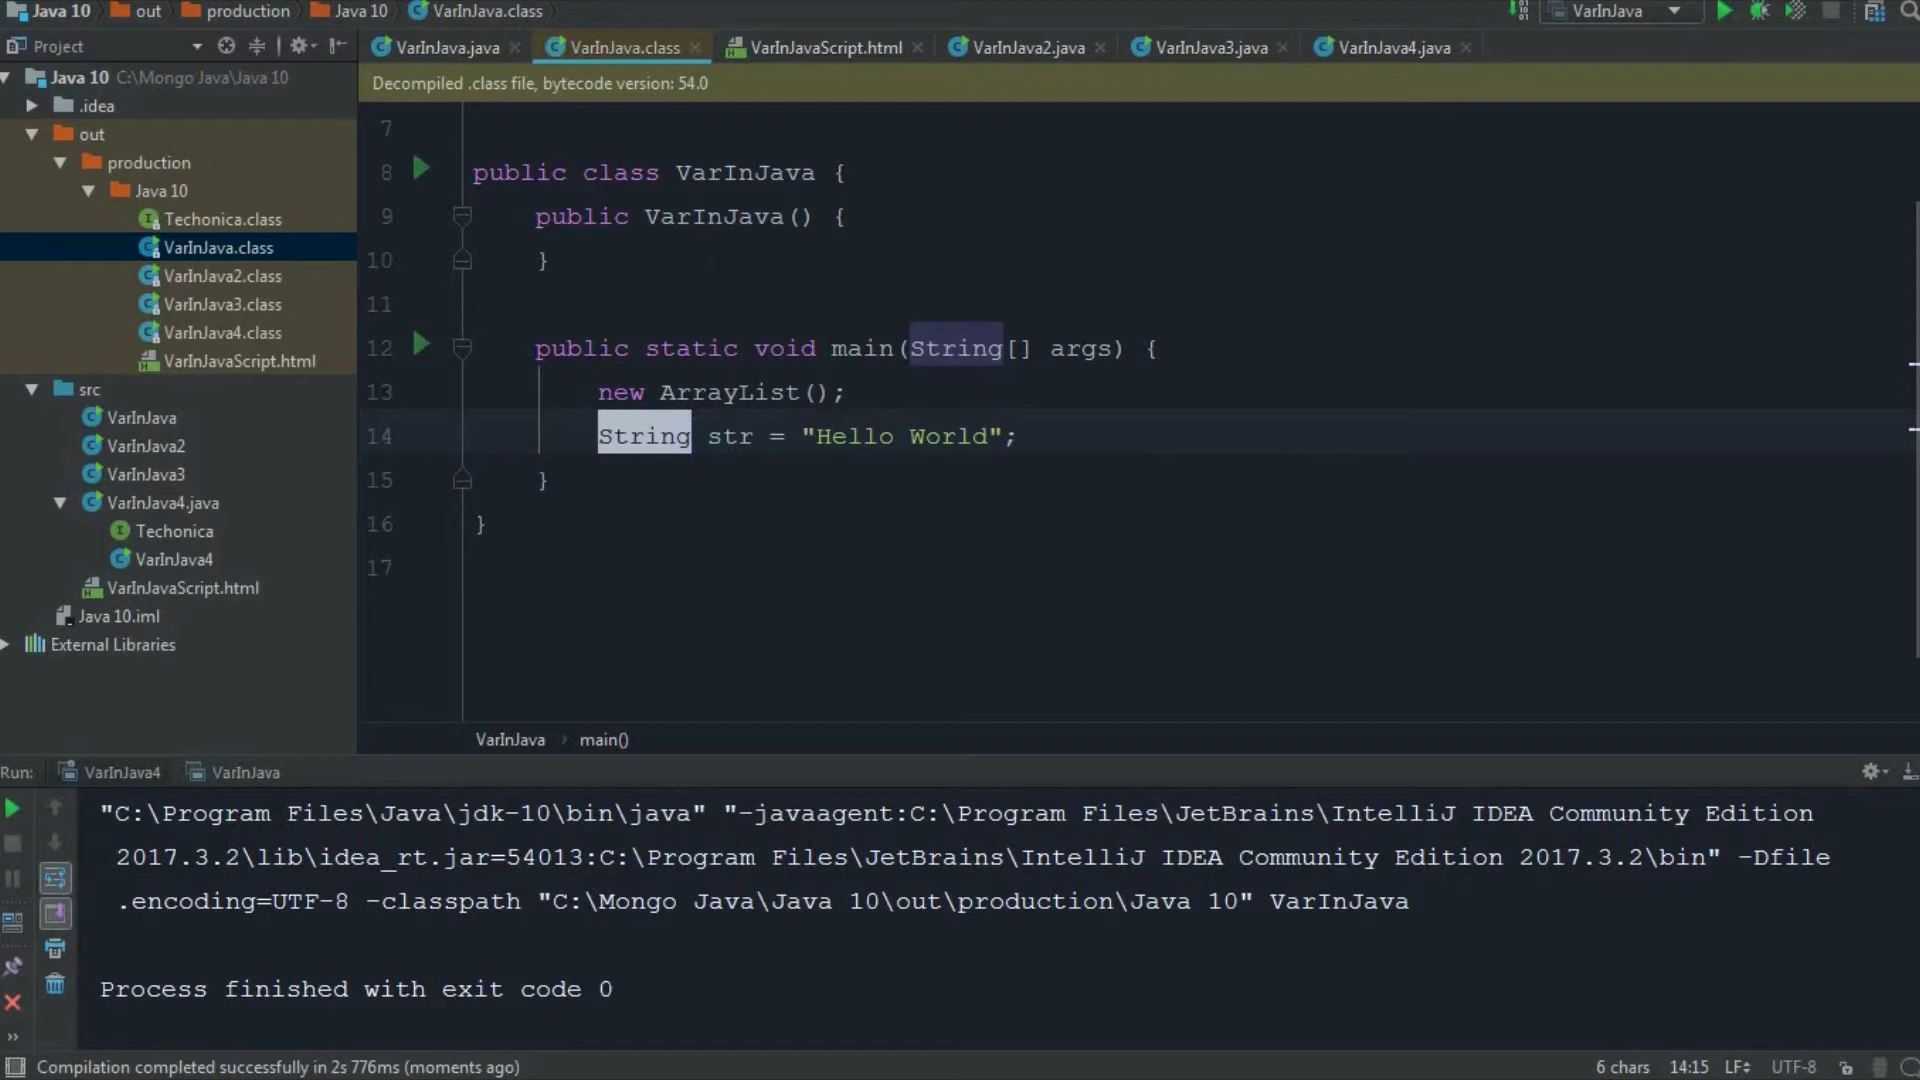 Java 10 out production Java 10 VarInJava.class
VarInJava
Project
VarInJava.java VarInJava.class VarInJavaScript.html VarInJava2.java VarInJava3.java VarInJava4.java
Decompiled .class file, bytecode version: 54.0
Java 10 C:\Mongo Java\Java 10
.idea
out
production
Java 10
Techonica.class
VarInJava.class
VarInJava2.class
VarInJava3.class
VarInJava4.class
VarInJavaScript.html
src
VarInJava
VarInJava2
VarInJava3
VarInJava4.java
Techonica
VarInJava4
VarInJavaScript.html
Java 10.iml
External Libraries
7
8 public class VarInJava {
9 public VarInJava() {
10 }
11
12 public static void main(String[] args) {
13 new ArrayList();
14 String str = "Hello World";
15 }
16 }
17
VarInJava main()
Run: VarInJava4 VarInJava
"C:\Program Files\Java\jdk-10\bin\java" "-javaagent:C:\Program Files\JetBrains\IntelliJ IDEA Community Edition
2017.3.2\lib\idea_rt.jar=54013:C:\Program Files\JetBrains\IntelliJ IDEA Community Edition 2017.3.2\bin" -Dfile
.encoding=UTF-8 -classpath "C:\Mongo Java\Java 10\out\production\Java 10" VarInJava
Process finished with exit code 0
Compilation completed successfully in 2s 776ms (moments ago)
6 chars 14:15 LF UTF-8